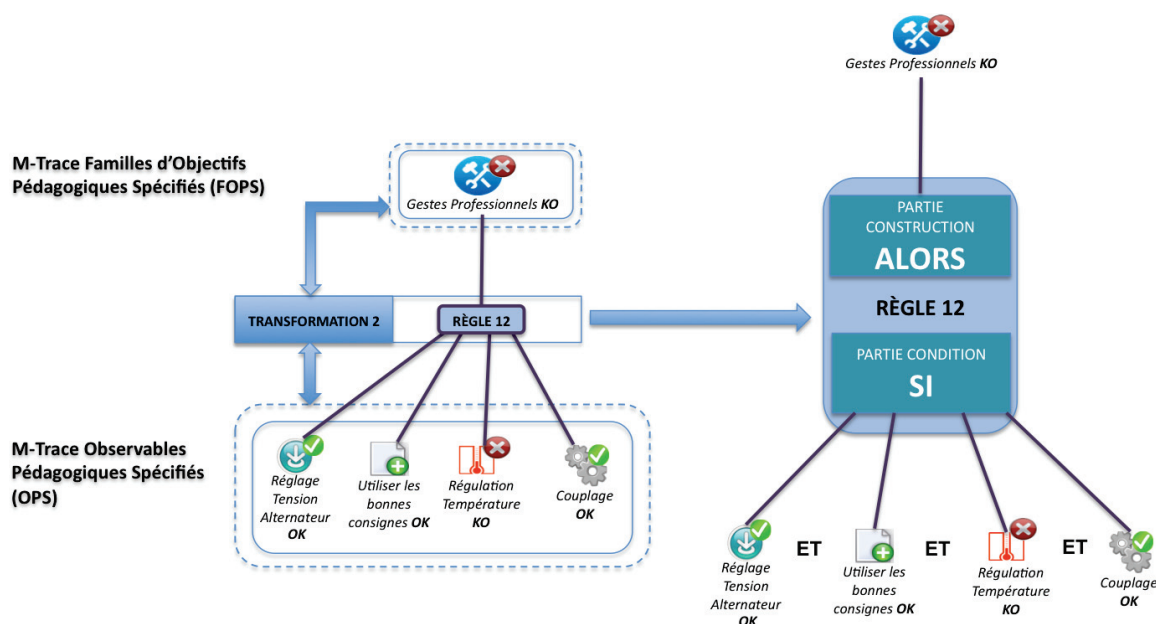 Gestes Professionnels KO
M-Trace Familles d'Objectifs
Pédagogiques Spécifiés (FOPS)
Gestes Professionnels KO
TRANSFORMATION 2
RÈGLE 12
M-Trace Observables
Pédagogiques Spécifiés
(OPS)
Réglage
Tension
Alternateur
OK
Utiliser les
bonnes
consignes OK
Régulation
Température
KO
Couplage
OK
PARTIE
CONSTRUCTION
ALORS
RÈGLE 12
PARTIE CONDITION
SI
Réglage
Tension
Alternateur
OK
ET
Utiliser les
bonnes
consignes OK
ET
Régulation
Température
KO
ET
Couplage
OK